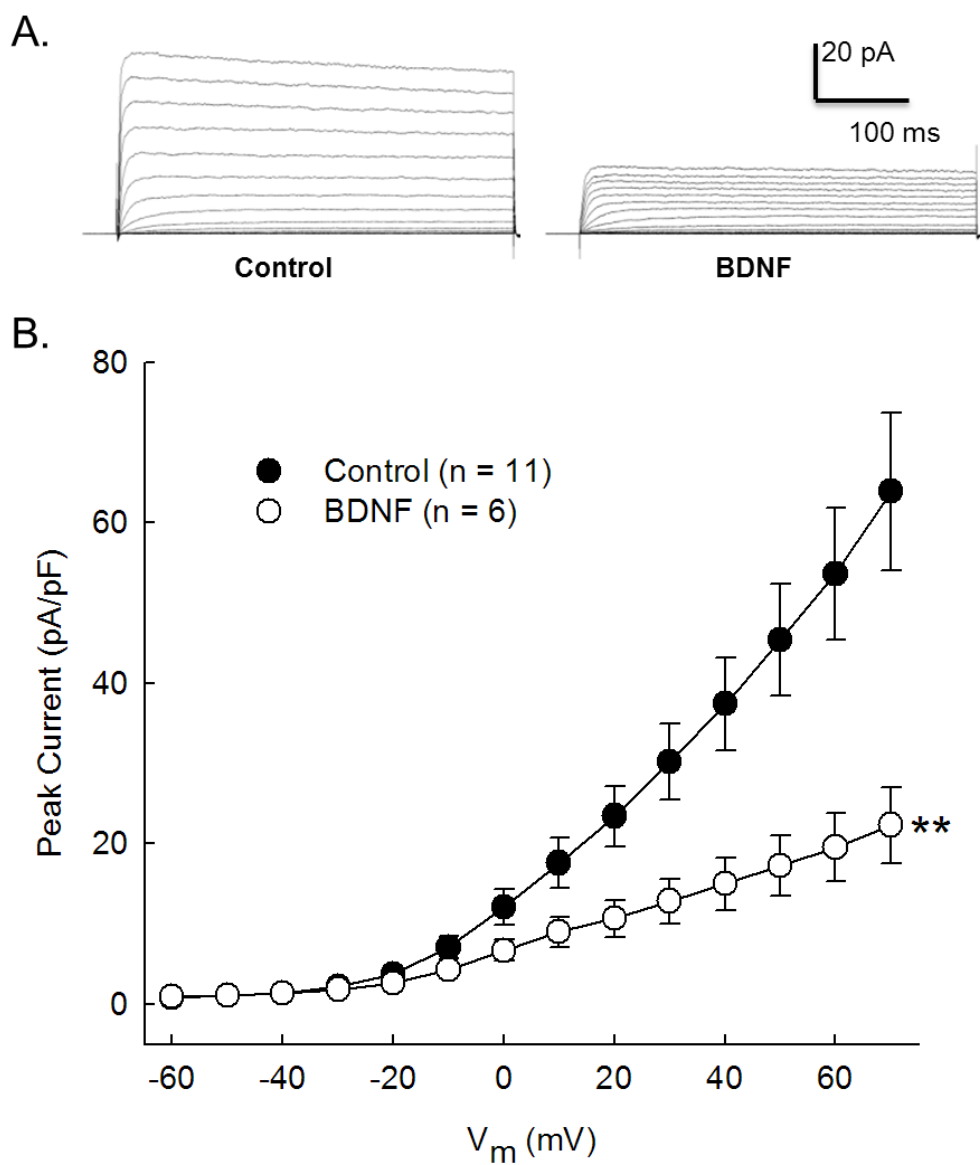 A.
20 pA
100 ms
Control
BDNF
B.
80
60
40
20
0
Peak Current (pA/pF)
Control (n = 11)
BDNF (n = 6)
**
-60 -40 -20 0 20 40 60
Vm (mV)